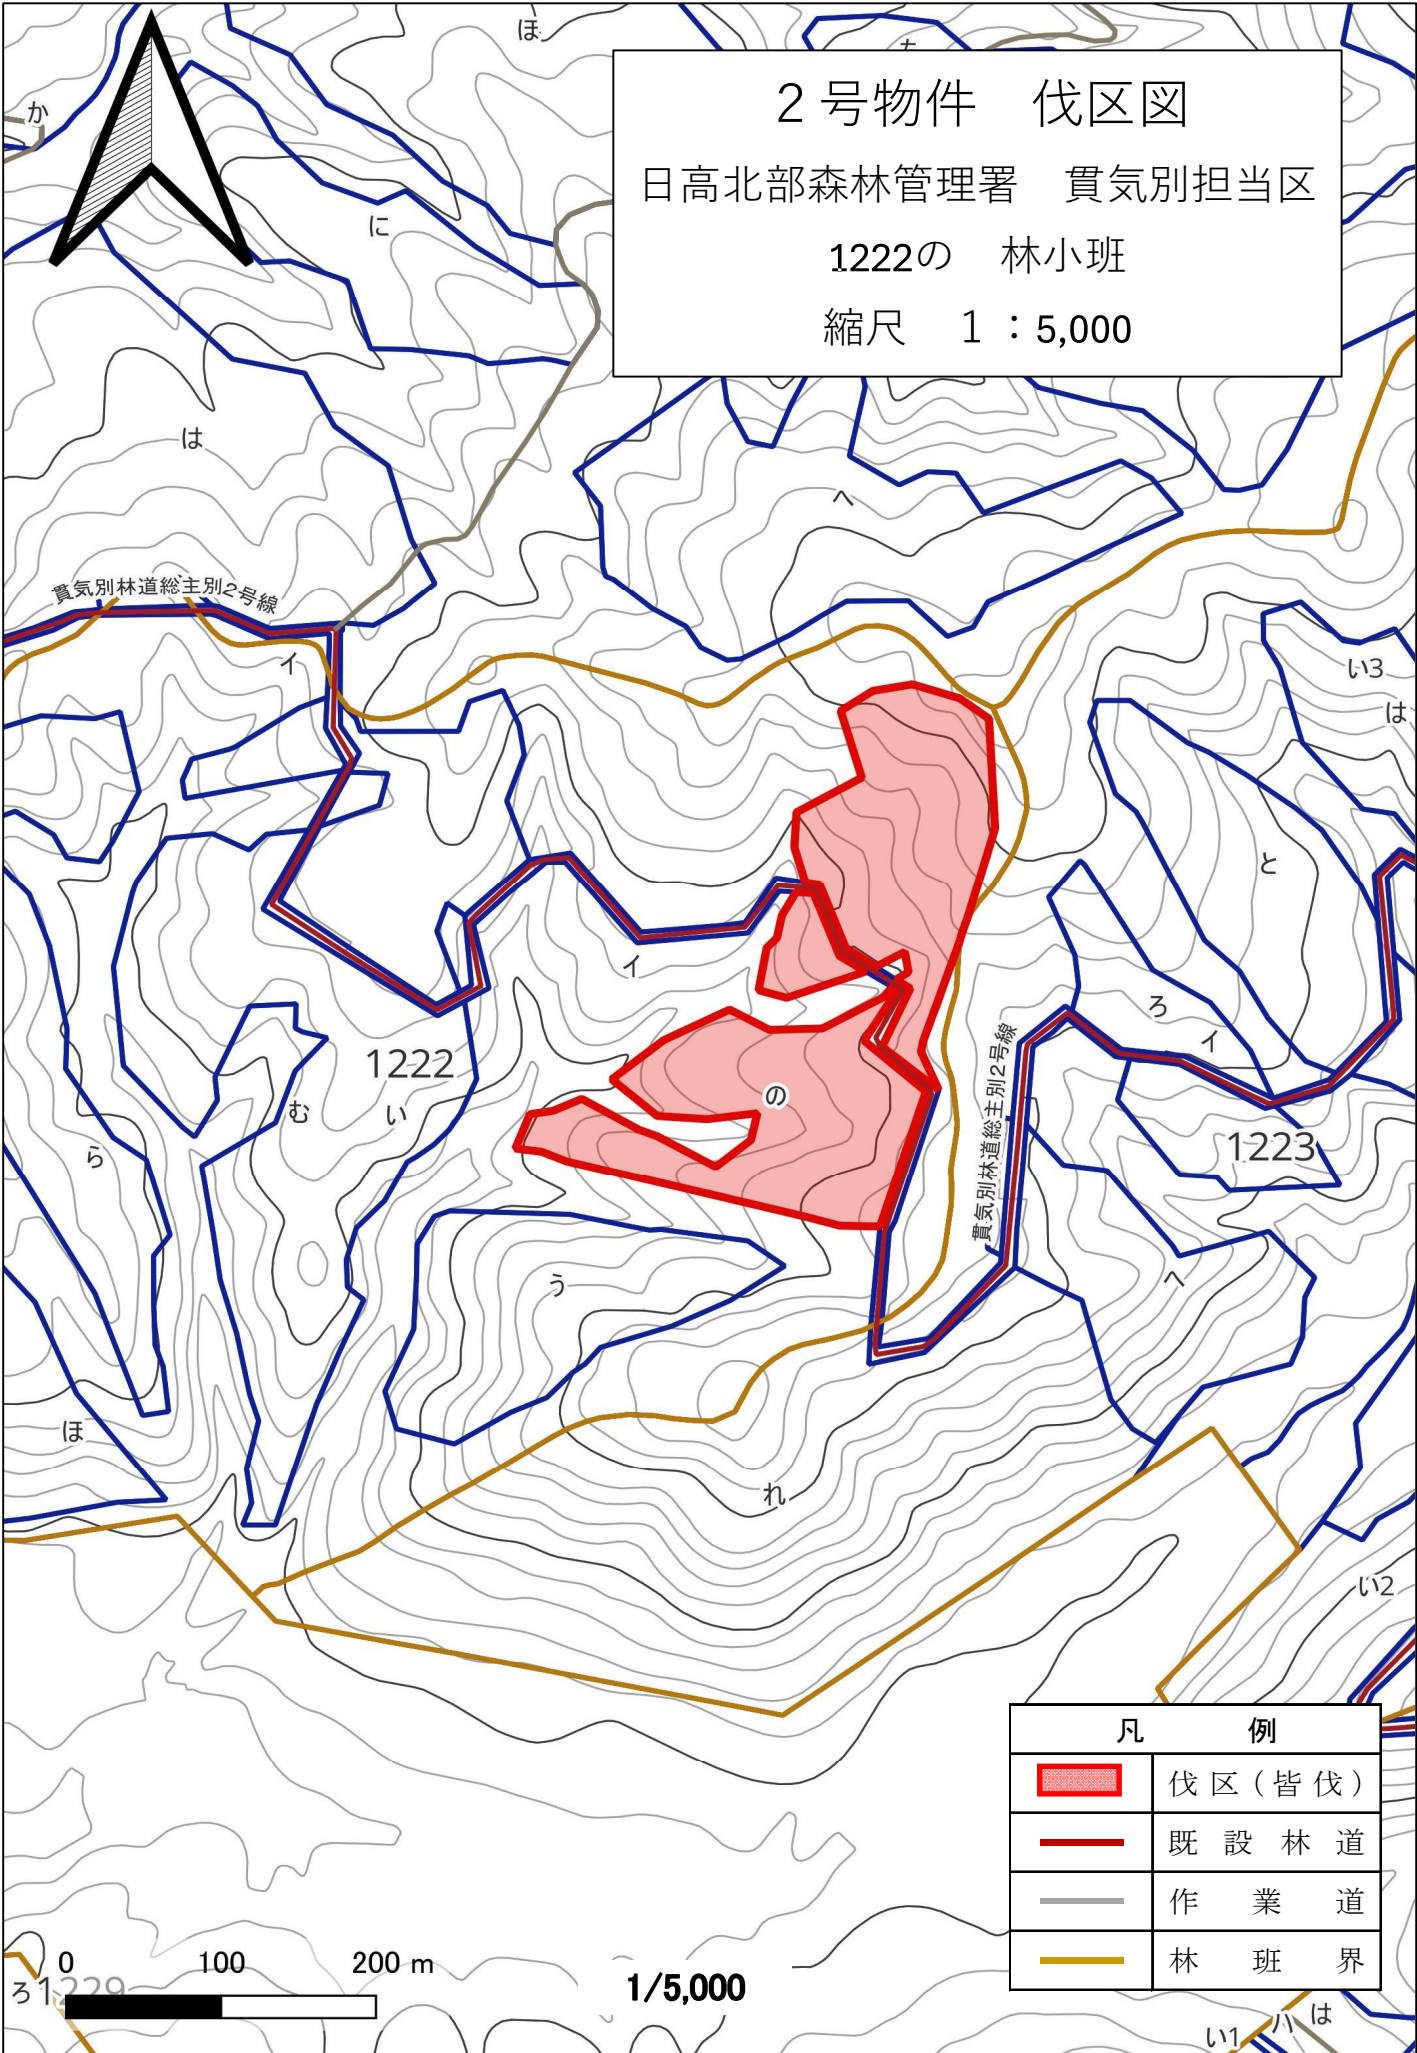 ほ
ち
か
２号物件　伐区図
日高北部森林管理署　貫気別担当区
1222の　林小班
縮尺　１：5,000
に
は
へ
貫気別林道総主別2号線
イ
い3
は
と
イ
ろ
イ
1222
の
む
い
貫気別林道総主別2号線
1223
ら
う
へ
ほ
れ
い2
凡　例
伐区（皆伐）
既設林道
作業道
林班界
0 100 200 m
1/5,000
ろ
1229
い1
ハ
は